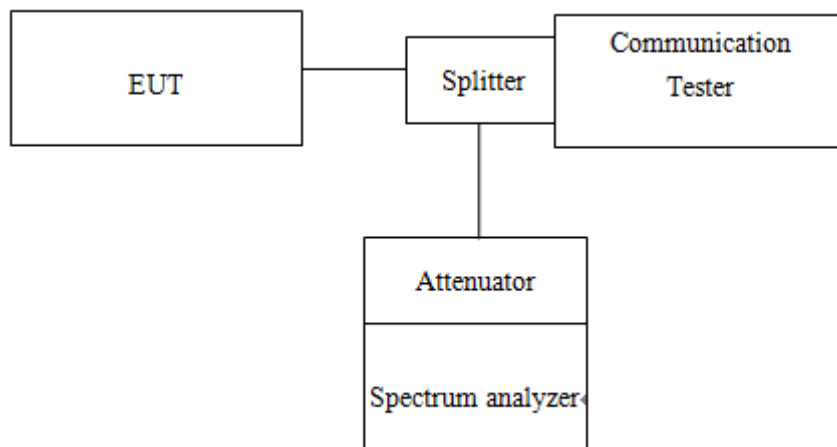 EUT
Splitter
Communication
Tester
Attenuator
Spectrum analyzer